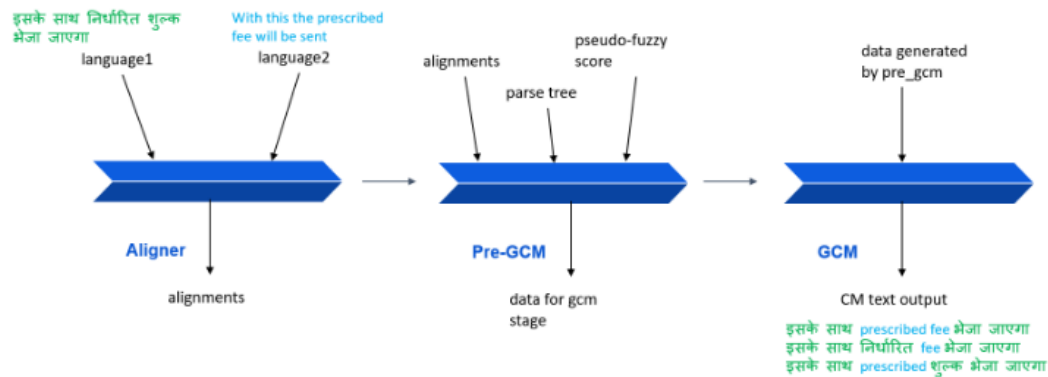 इसके साथ निर्धारित शुल्क
भेजा जाएगा
language1
With this the prescribed
fee will be sent
language2
Aligner
alignments
alignments
parse tree
pseudo-fuzzy
score
Pre-GCM
data for gcm
stage
data generated
by pre_gcm
GCM
CM text output
इसके साथ prescribed fee भेजा जाएगा
इसके साथ निर्धारित fee भेजा जाएगा
इसके साथ prescribed शुल्क भेजा जाएगा